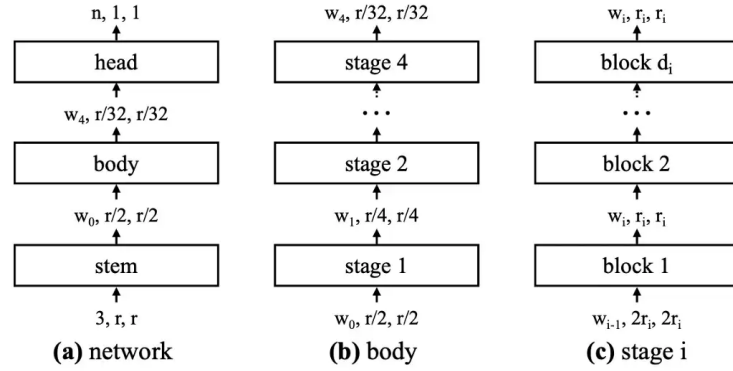 n, 1, 1
head
w4, r/32, r/32
body
w0, r/2, r/2
stem
3, r, r
(a) network
w4, r/32, r/32
stage 4
...
stage 2
w1, r/4, r/4
stage 1
w0, r/2, r/2
(b) body
wi, ri, ri
block di
...
block 2
wi, ri, ri
block 1
wi-1, 2ri, 2ri
(c) stage i